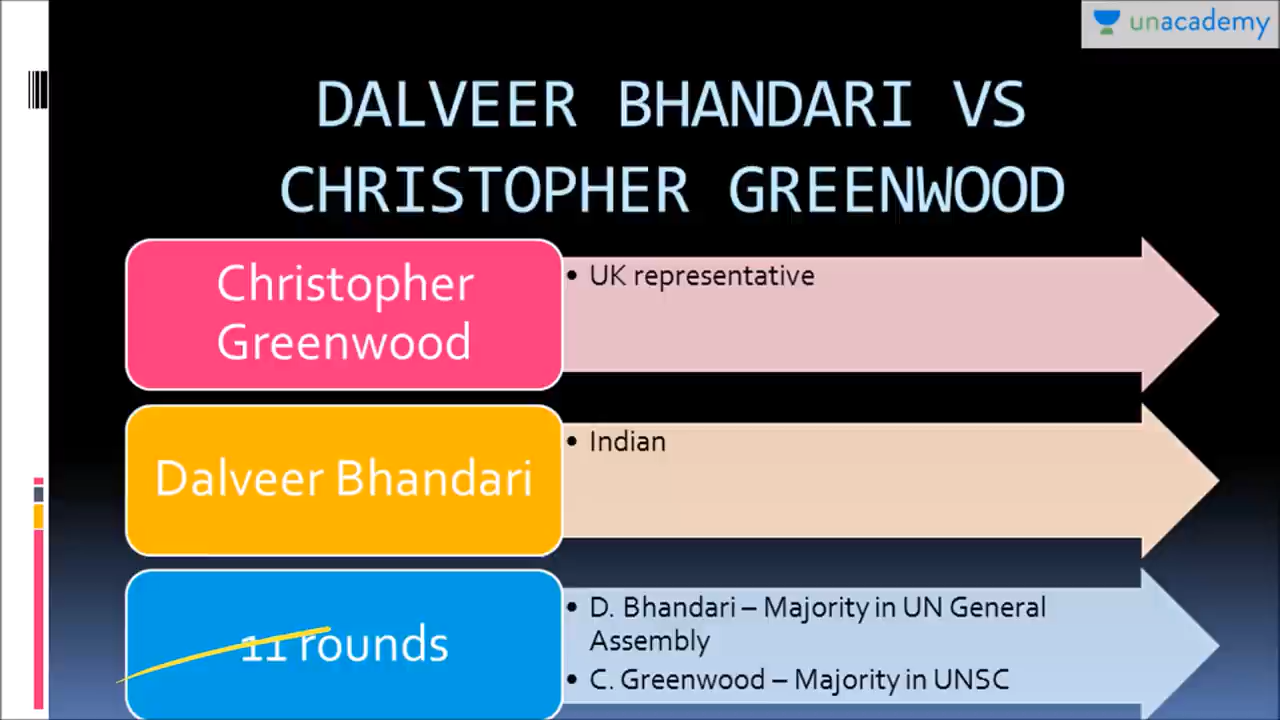 unacademy
DALVEER BHANDARI VS
CHRISTOPHER GREENWOOD
Christopher
Greenwood
• UK representative
Dalveer Bhandari
• Indian
11 rounds
• D. Bhandari – Majority in UN General
Assembly
• C. Greenwood – Majority in UNSC